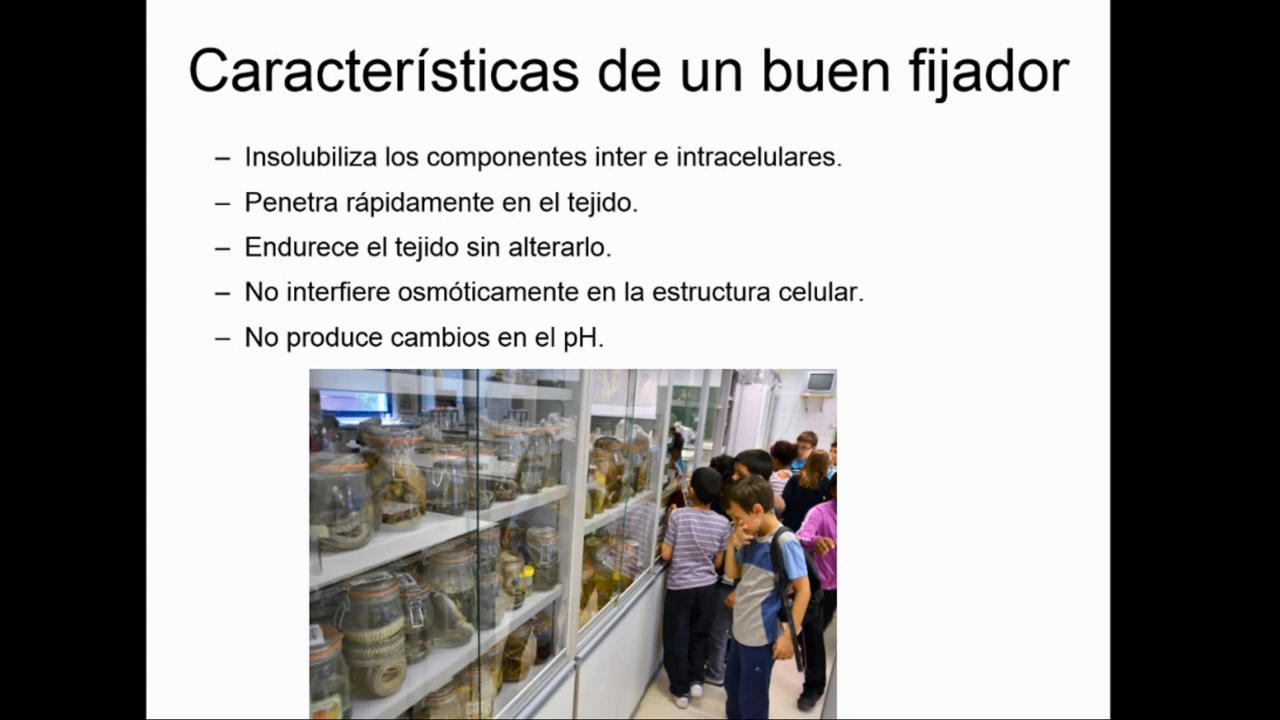 Características de un buen fijador
– Insolubiliza los componentes inter e intracelulares.
– Penetra rápidamente en el tejido.
– Endurece el tejido sin alterarlo.
– No interfiere osmóticamente en la estructura celular.
– No produce cambios en el pH.